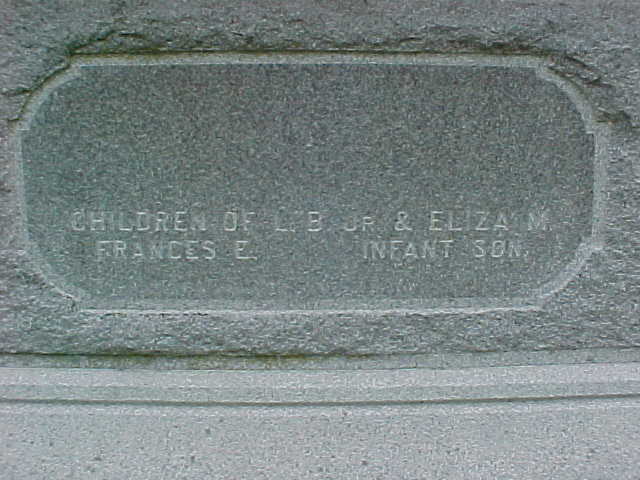 CHILDREN OF L. B. JR. & ELIZA M.
FRANCES E. INFANT SON.